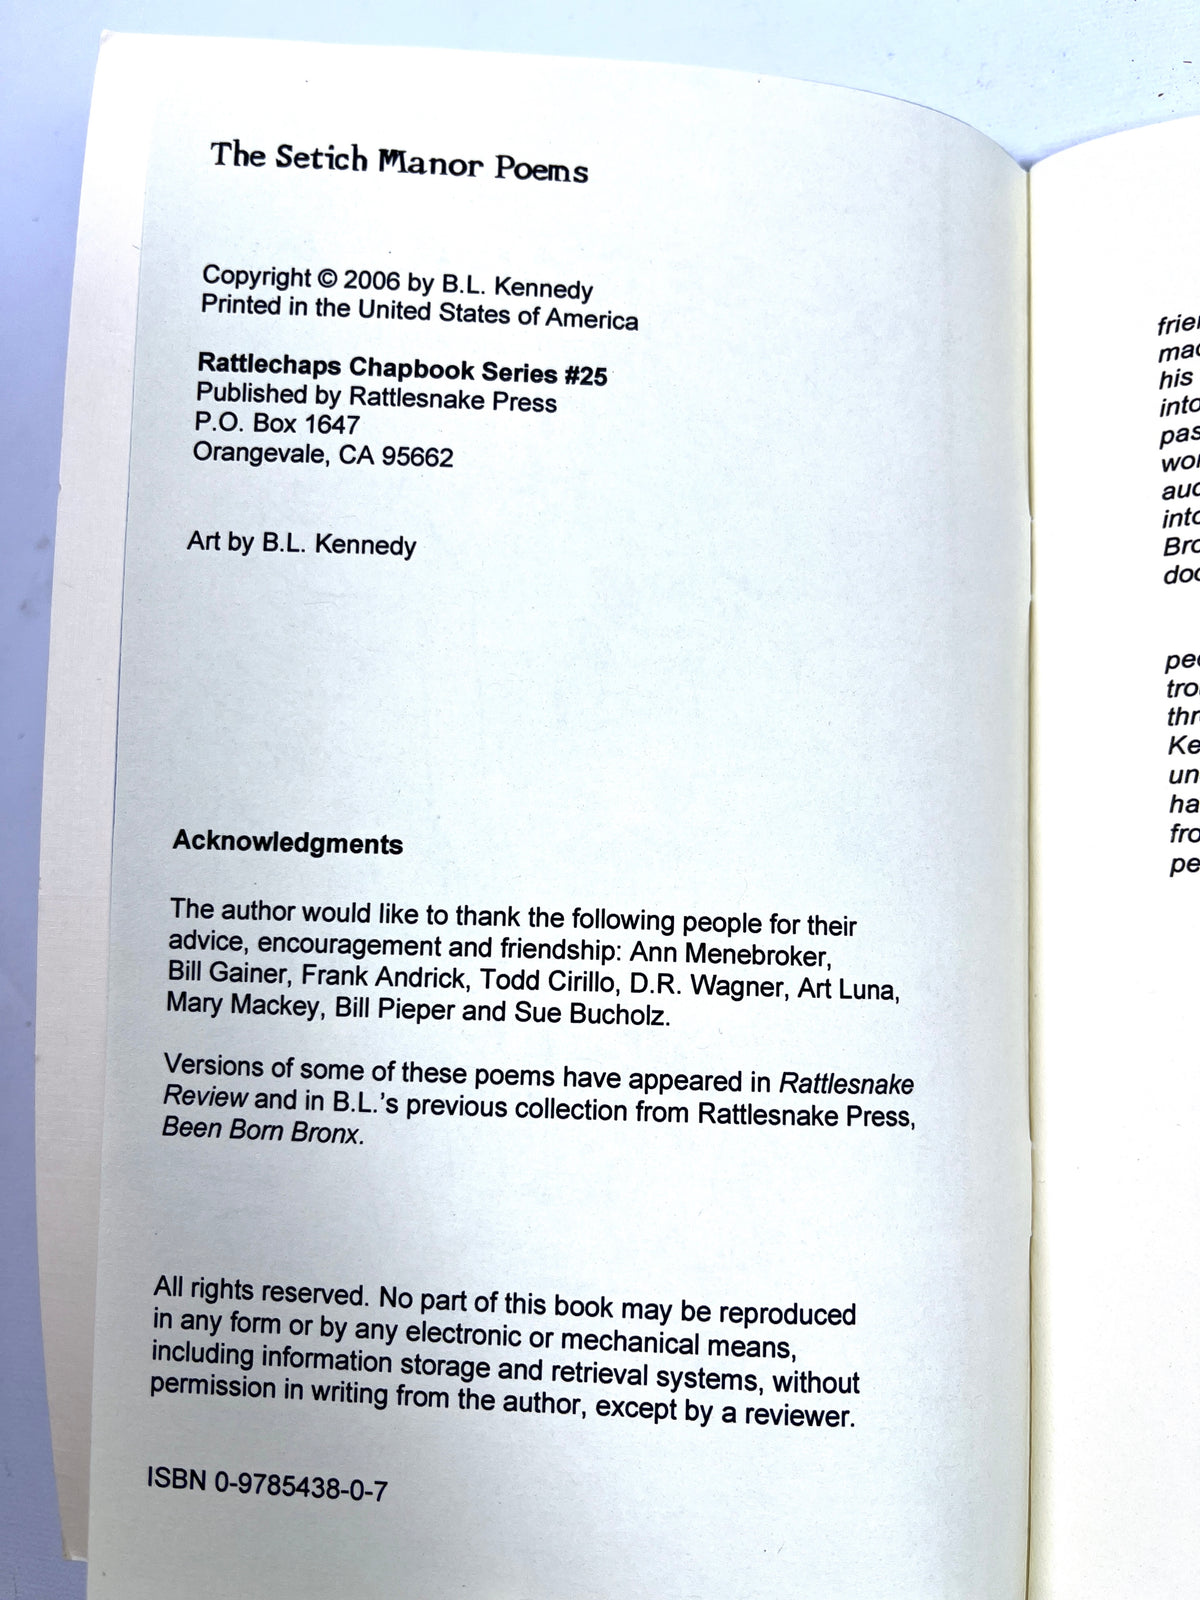 The Setich Manor Poems
Copyright © 2006 by B.L. Kennedy
Printed in the United States of America
Rattlechaps Chapbook Series #25
Published by Rattlesnake Press
P.O. Box 1647
Orangevale, CA 95662
Art by B.L. Kennedy
Acknowledgments
The author would like to thank the following people for their
advice, encouragement and friendship: Ann Menebroker,
Bill Gainer, Frank Andrick, Todd Cirillo, D.R. Wagner, Art Luna,
Mary Mackey, Bill Pieper and Sue Bucholz.
Versions of some of these poems have appeared in Rattlesnake
Review and in B.L.'s previous collection from Rattlesnake Press,
Been Born Bronx.
All rights reserved. No part of this book may be reproduced
in any form or by any electronic or mechanical means,
including information storage and retrieval systems, without
permission in writing from the author, except by a reviewer.
ISBN 0-9785438-0-7
his
into